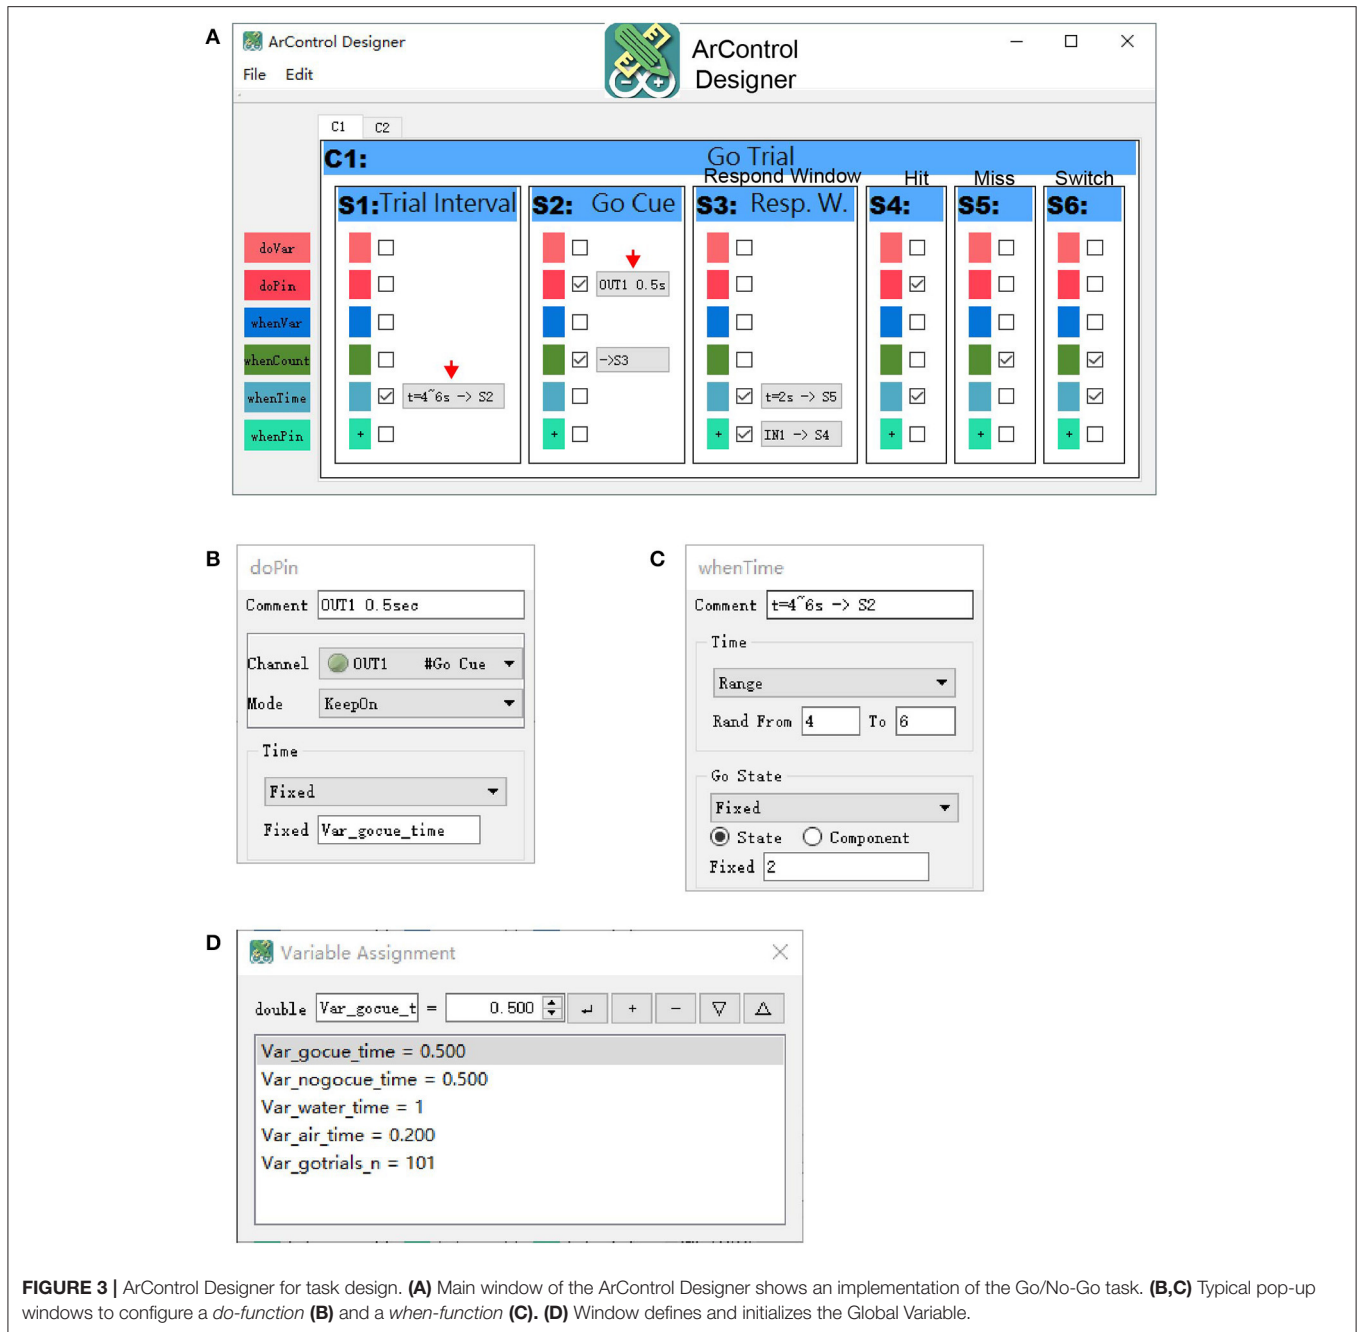 A
ArControl Designer
ArControl
Designer
File Edit
C1 C2
C1: Go Trial
Respond Window Hit Miss Switch
S1:Trial Interval S2: Go Cue S3: Resp. W. S4: S5: S6:
doVar
doPin OUT1 0.5s
whenVar
whenCount ->S3
whenTime t=4~6s -> S2 t=2s -> S5
whenPin + + + IN1 -> S4 + + +
B
doPin
Comment OUT1 0.5sec
Channel OUT1 #Go Cue
Mode KeepOn
Time
Fixed
Fixed Var_gocue_time
C
whenTime
Comment t=4~6s -> S2
Time
Range
Rand From 4 To 6
Go State
Fixed
State Component
Fixed 2
D
Variable Assignment
double Var_gocue_t = 0.500 + −
Var_gocue_time = 0.500
Var_nogocue_time = 0.500
Var_water_time = 1
Var_air_time = 0.200
Var_gotrials_n = 101
FIGURE 3 | ArControl Designer for task design. (A) Main window of the ArControl Designer shows an implementation of the Go/No-Go task. (B,C) Typical pop-up
windows to configure a do-function (B) and a when-function (C). (D) Window defines and initializes the Global Variable.